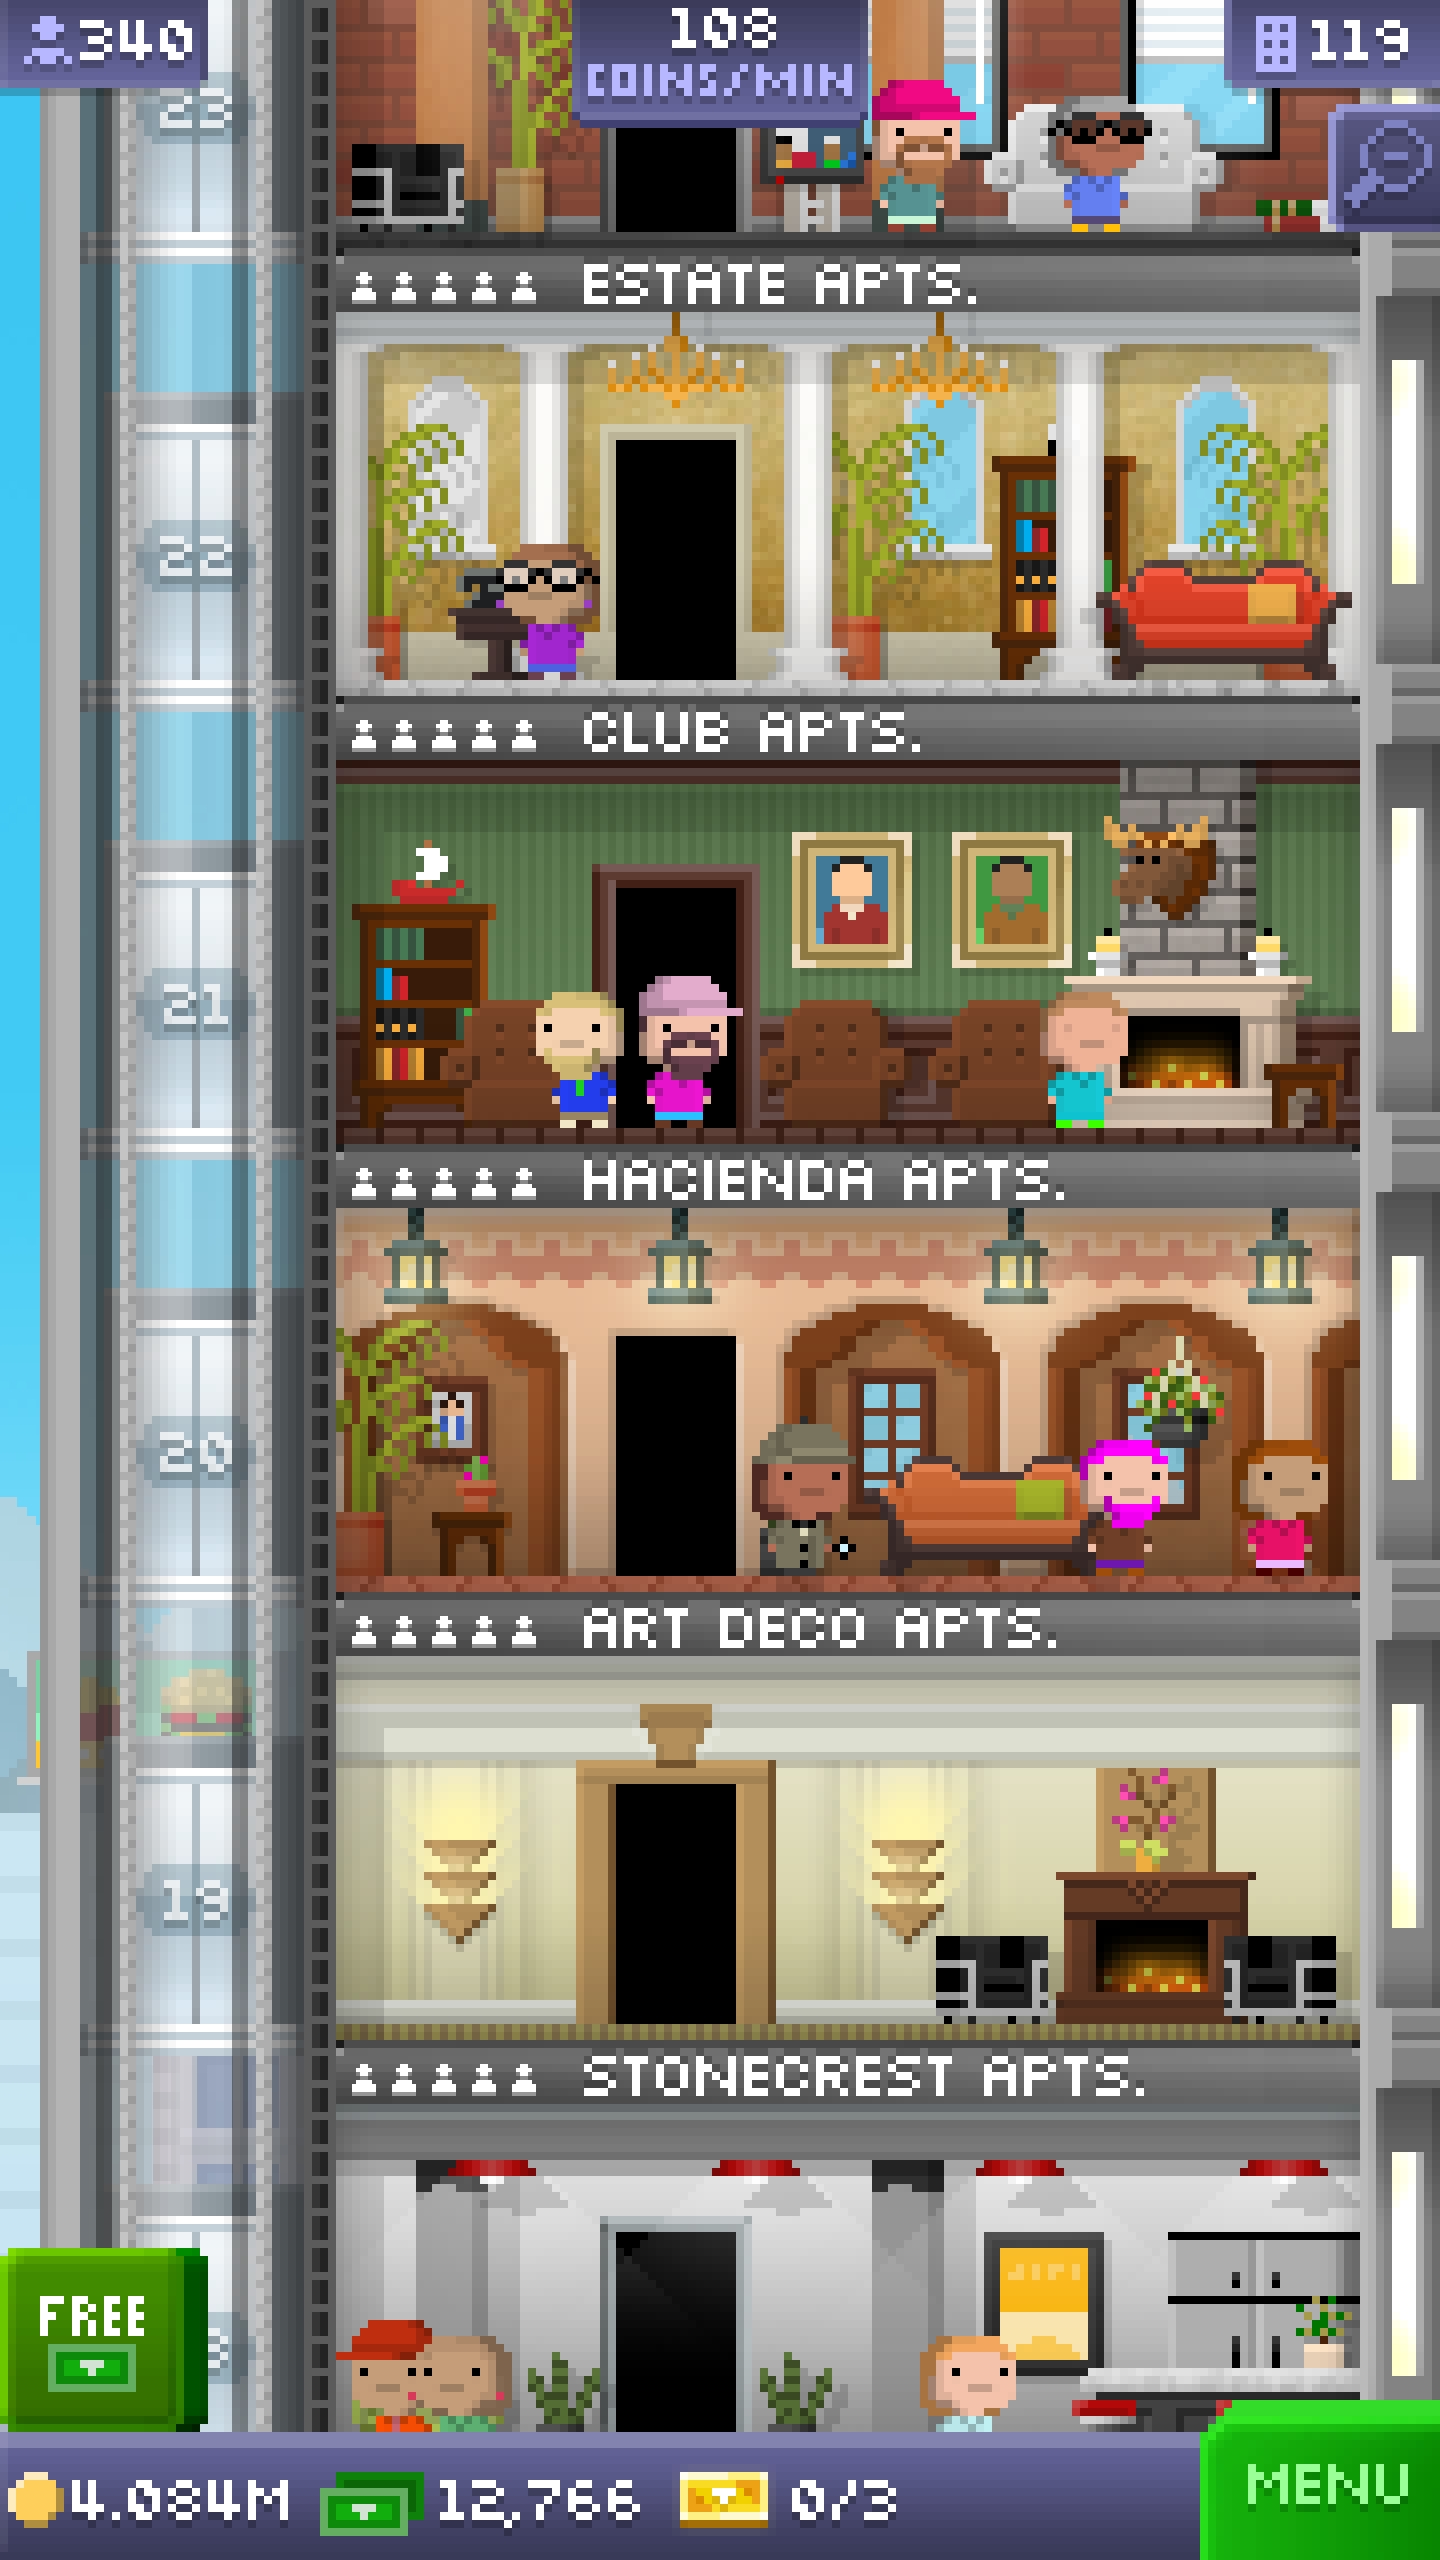 340
108
COINS/MIN
119
23
ESTATE APTS.
22
CLUB APTS.
21
HACIENDA APTS.
20
ART DECO APTS.
19
STONECREST APTS.
FREE
4.084M
12,766
0/3
MENU